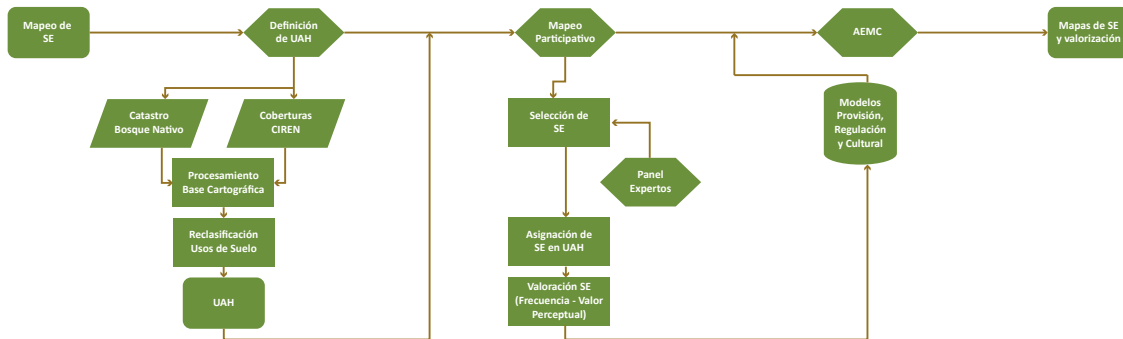 Mapeo de
SE
Definición
de UAH
Mapeo
Participativo
AEMC
Mapas de SE
y valorización
Catastro
Bosque Nativo
Coberturas
CIREN
Procesamiento
Base Cartográfica
Reclasificación
Usos de Suelo
UAH
Selección de
SE
Panel
Expertos
Asignación de
SE en UAH
Valoración SE
(Frecuencia - Valor
Perceptual)
Modelos
Provisión,
Regulación
y Cultural